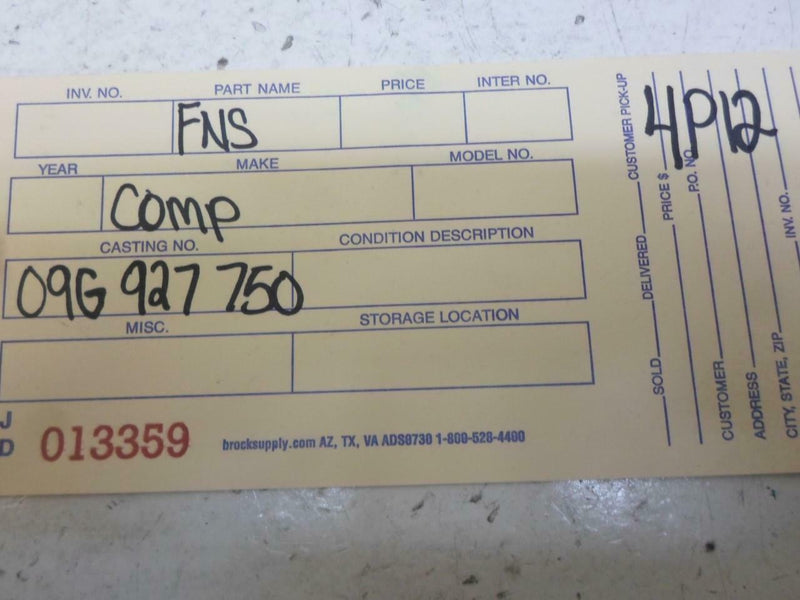 INV. NO. PART NAME PRICE INTER NO.
FNS
YEAR MAKE MODEL NO.
COMP
CASTING NO. CONDITION DESCRIPTION
09G 927 750
MISC. STORAGE LOCATION
J
D 013359 brocksupply.com AZ, TX, VA ADS0730 1-800-528-4400
SOLD DELIVERED CUSTOMER PICK-UP
PRICE $
P.O. NO.
CUSTOMER
ADDRESS
CITY, STATE, ZIP
INV. NO.
4P12